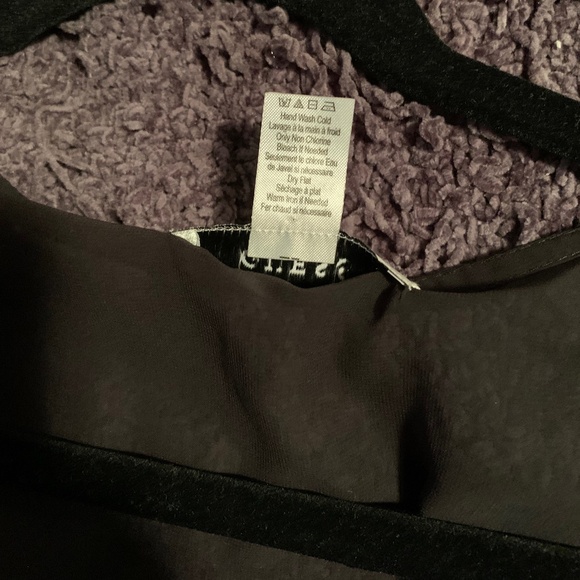 Hand Wash Cold
Lavage à la main à froid
Only Non Chlorine
Bleach If Needed
Seulement le chlore Eau
de Javel si nécessaire
Dry Flat
Séchage à plat
Warm Iron if Needed
Fer chaud si nécessaire